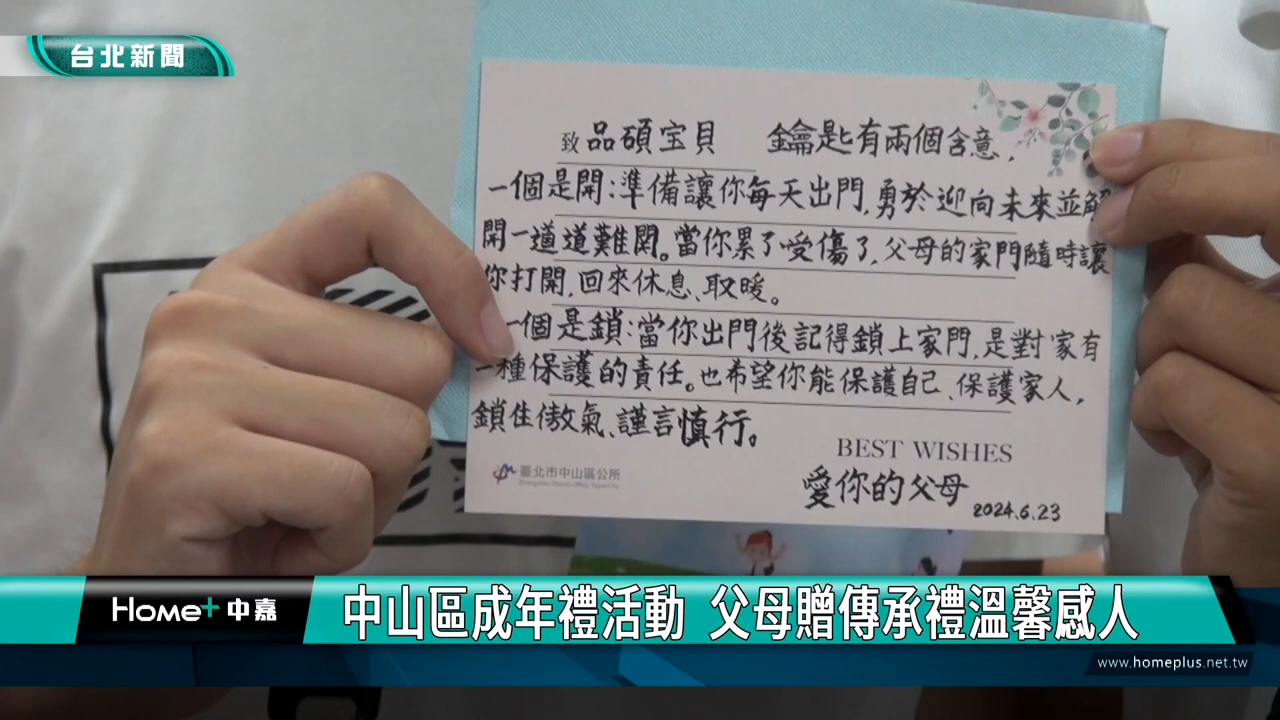 台北新聞
致 品碩宝貝 鑰匙有兩個含意,
一個是開:準備讓你每天出門,勇於迎向未來並解
開一道道難関。當你累了受傷了,父母的家門隨時讓
你打開,回來休息、取暖。
一個是鎖:當你出門後記得鎖上家門,是對家有
一種保護的責任。也希望你能保護自己、保護家人,
鎖住傲氣、謹言慎行。
BEST WISHES
愛你的父母
2024.6.23
臺北市中山區公所
Zhongshan District Office, Taipei City
Home+中嘉
中山區成年禮活動 父母贈傳承禮溫馨感人
www.homeplus.net.tw